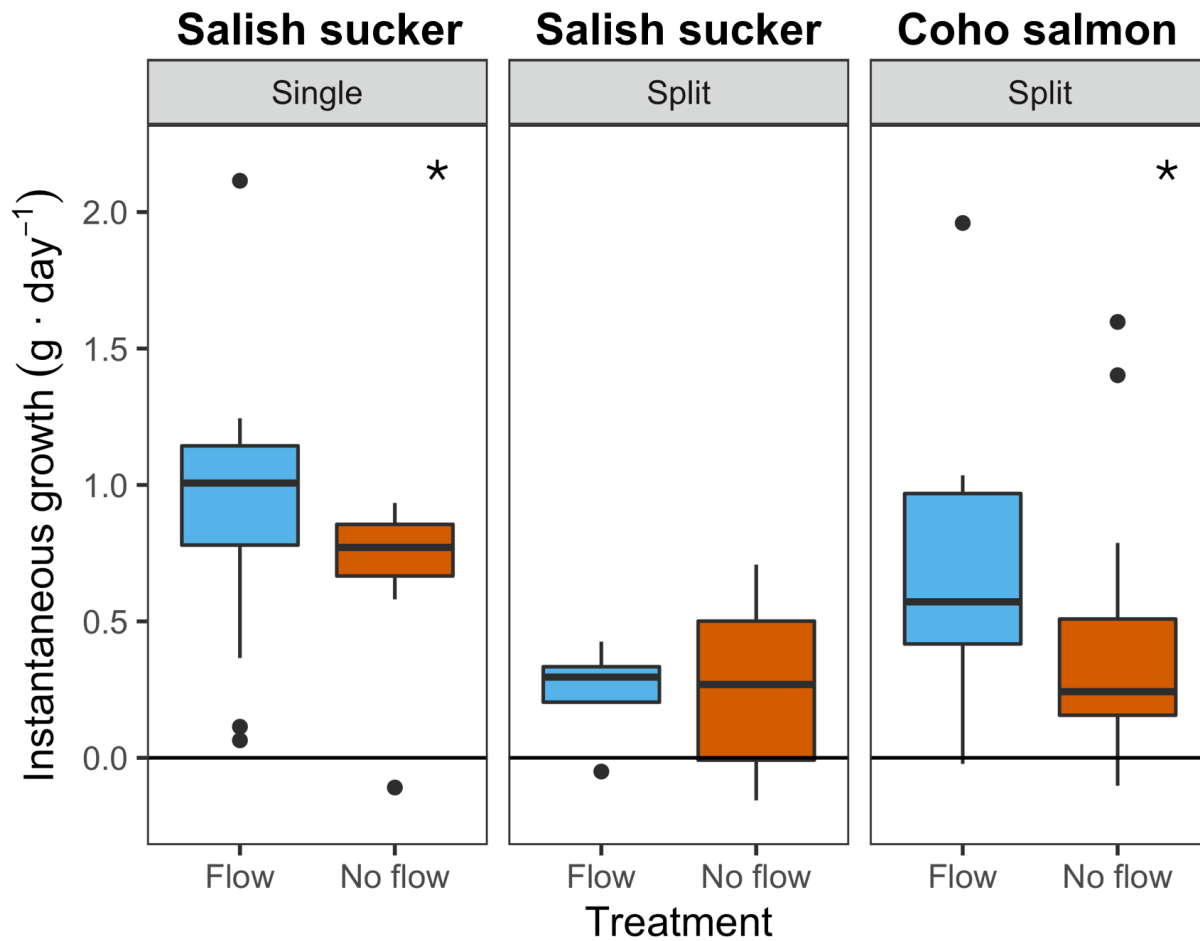 Salish sucker Salish sucker Coho salmon
Single Split Split
* *
Instantaneous growth (g · day⁻¹)
2.0
1.5
1.0
0.5
0.0
Flow No flow Flow No flow Flow No flow
Treatment